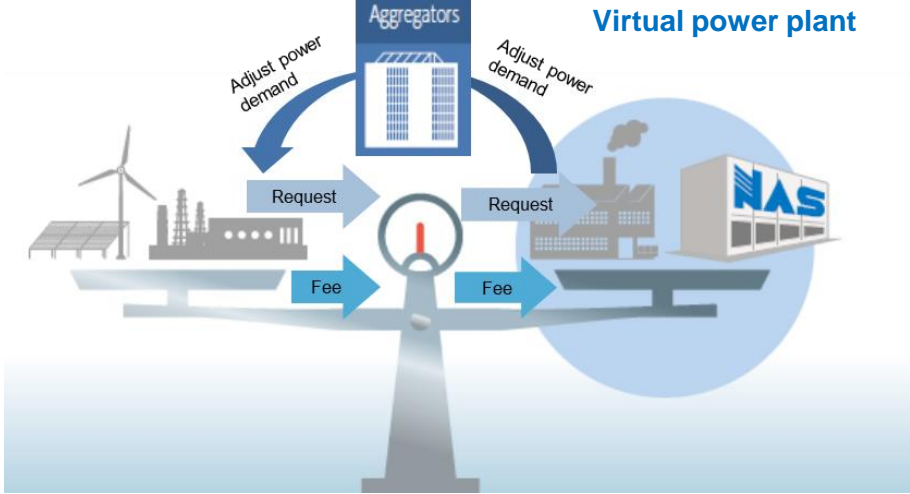 Aggregators
Virtual power plant
Adjust power
demand
Adjust power
demand
Request
Request
NAS
Fee
Fee